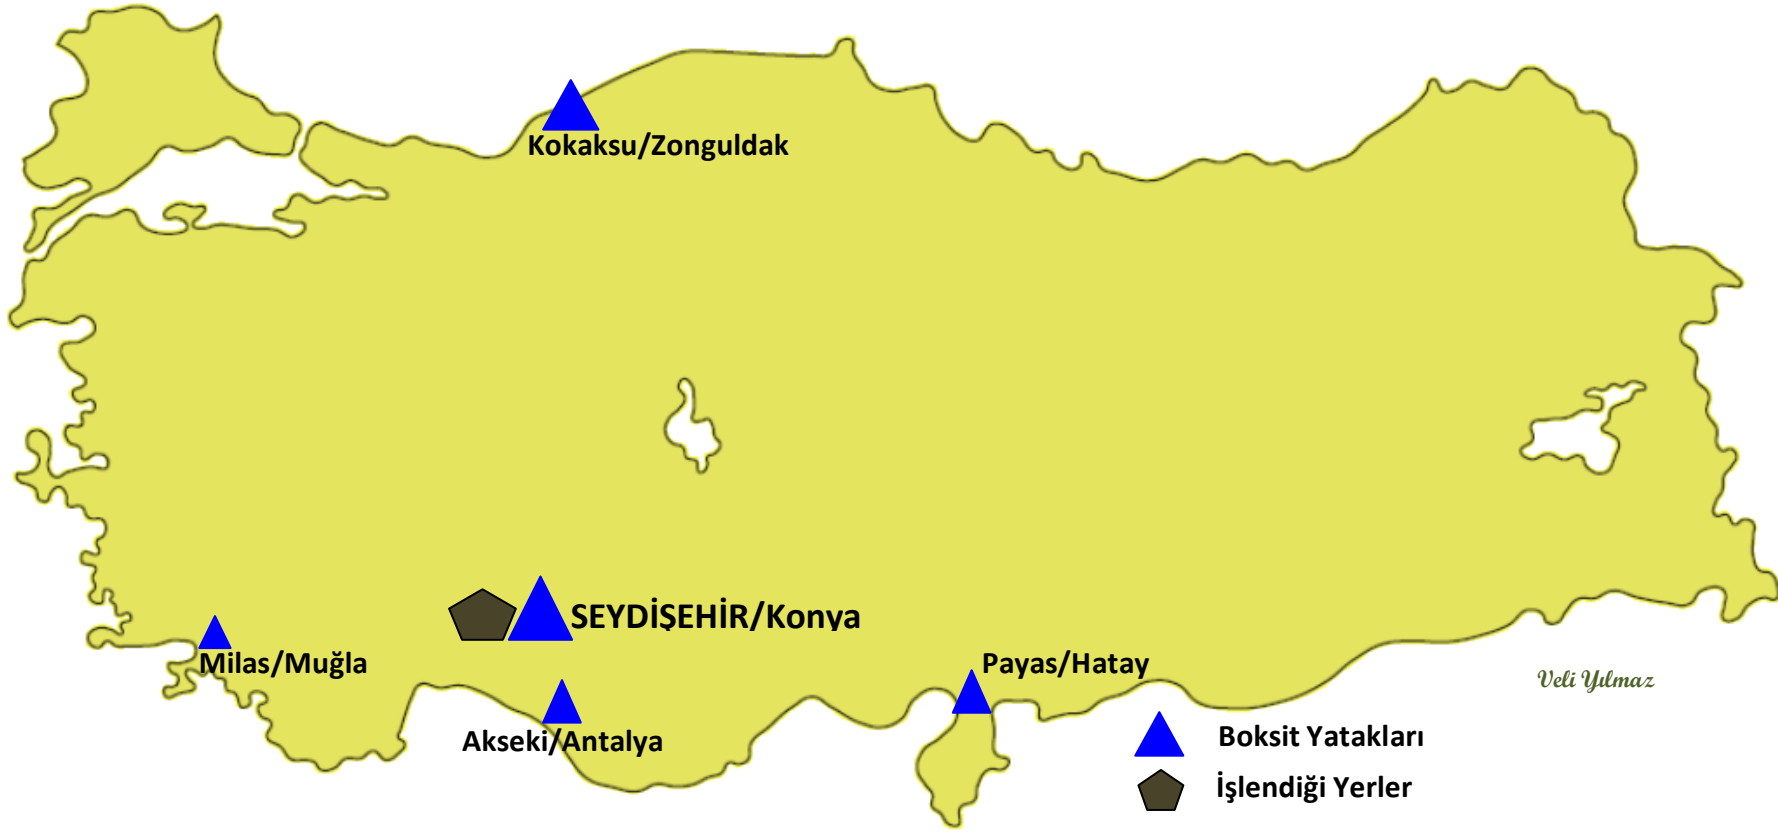 Kokaksu/Zonguldak
SEYDİŞEHİR/Konya
Milas/Muğla
Payas/Hatay
Akseki/Antalya
Veli Yılmaz
Boksit Yatakları
İşlendiği Yerler